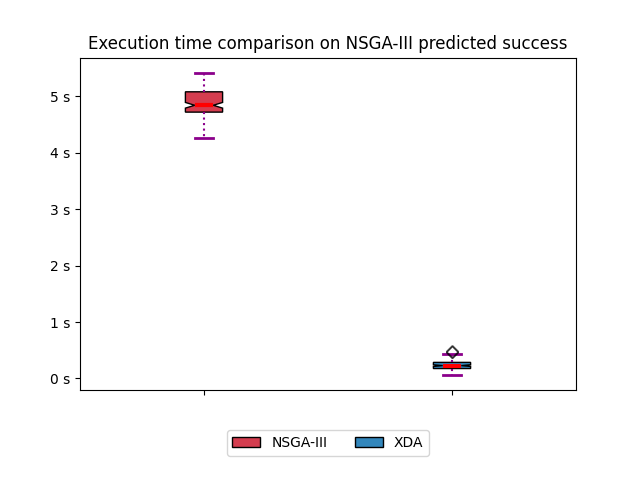 Execution time comparison on NSGA-III predicted success
5 s
4 s
3 s
2 s
1 s
0 s
NSGA-III XDA